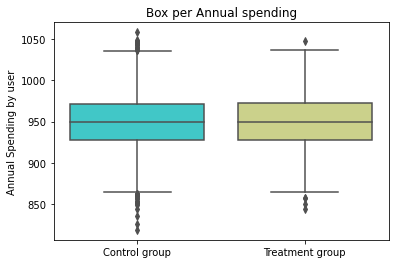 Box per Annual spending
Annual Spending by user
1050
1000
950
900
850
Control group
Treatment group